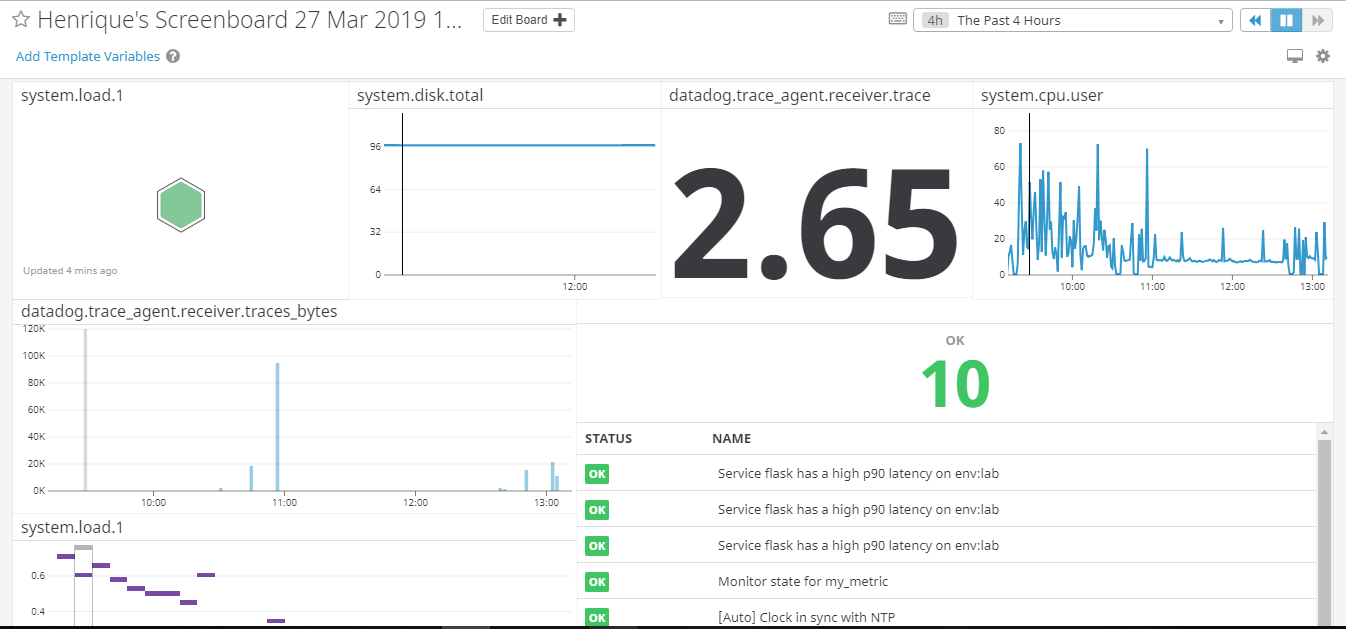 Henrique's Screenboard 27 Mar 2019 1...
Edit Board
4h The Past 4 Hours
Add Template Variables ?
system.load.1
Updated 4 mins ago
system.disk.total
96
64
32
0
12:00
datadog.trace_agent.receiver.trace
2.65
system.cpu.user
80
60
40
20
0
10:00 11:00 12:00 13:00
datadog.trace_agent.receiver.traces_bytes
120K
100K
80K
60K
40K
20K
0K
10:00 11:00 12:00 13:00
OK
10
STATUS NAME
OK Service flask has a high p90 latency on env:lab
OK Service flask has a high p90 latency on env:lab
OK Service flask has a high p90 latency on env:lab
OK Monitor state for my_metric
OK [Auto] Clock in sync with NTP
system.load.1
0.6
0.4